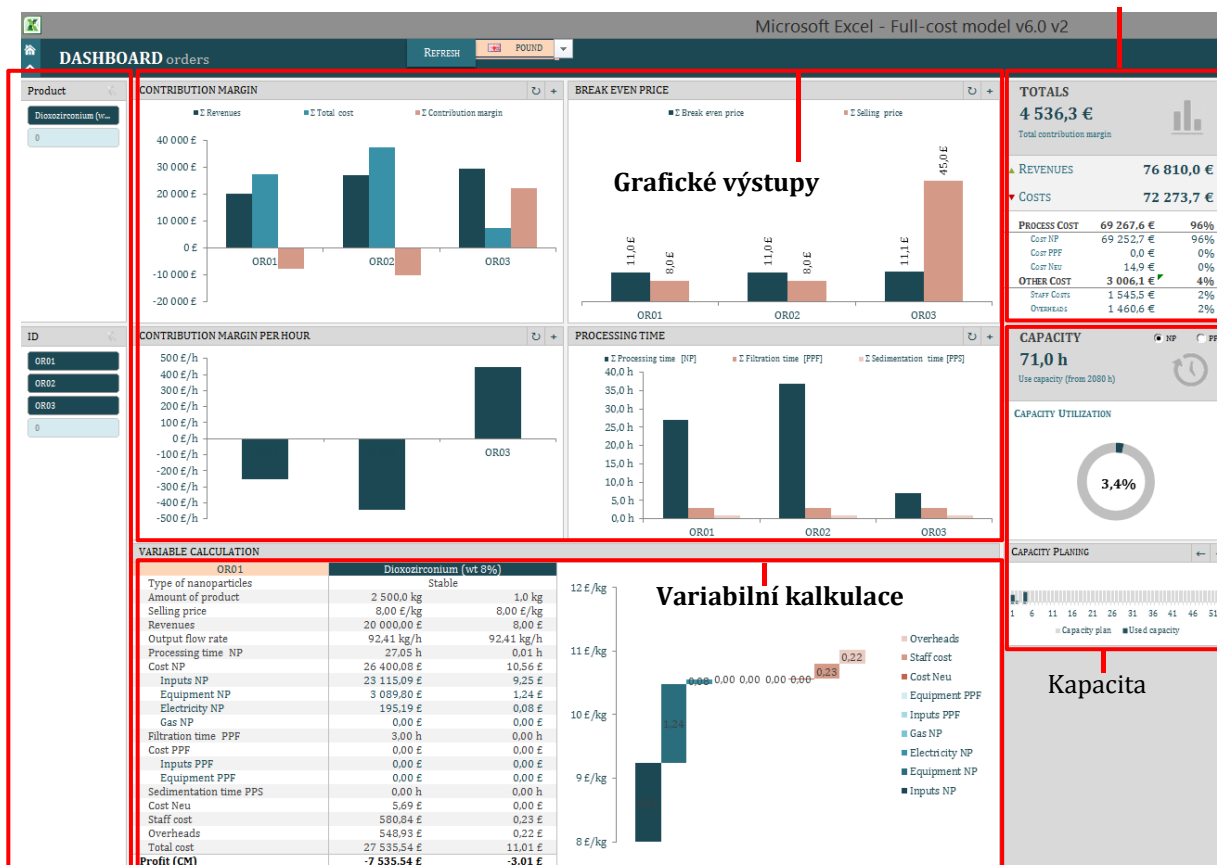 Microsoft Excel - Full-cost model v6.0 v2
DASHBOARD orders
REFRESH
POUND
Product
Dioxozirconium (w...
0
ID
OR01
OR02
OR03
0
CONTRIBUTION MARGIN
Σ Revenues Σ Total cost Σ Contribution margin
40 000 £
30 000 £
20 000 £
10 000 £
0 £
-10 000 £
-20 000 £
OR01 OR02 OR03
BREAK EVEN PRICE
Σ Break even price Σ Selling price
Grafické výstupy
11,0 £ 8,0 £ 11,0 £ 8,0 £ 11,1 £ 45,0 £
OR01 OR02 OR03
CONTRIBUTION MARGIN PER HOUR
500 £/h
400 £/h
300 £/h
200 £/h
100 £/h
0 £/h
-100 £/h
-200 £/h
-300 £/h
-400 £/h
-500 £/h
OR03
PROCESSING TIME
Σ Processing time [NP] Σ Filtration time [PPF] Σ Sedimentation time [PPS]
40,0 h
35,0 h
30,0 h
25,0 h
20,0 h
15,0 h
10,0 h
5,0 h
0,0 h
OR01 OR02 OR03
TOTALS
4 536,3 €
Total contribution margin
REVENUES 76 810,0 €
COSTS 72 273,7 €
PROCESS COST 69 267,6 € 96%
COST NP 69 252,7 € 96%
COST PPF 0,0 € 0%
COST NEU 14,9 € 0%
OTHER COST 3 006,1 € 4%
STAFF COSTS 1 545,5 € 2%
OVERHEADS 1 460,6 € 2%
CAPACITY NP PP
71,0 h
Use capacity (from 2080 h)
CAPACITY UTILIZATION
3,4%
CAPACITY PLANING
1 6 11 16 21 26 31 36 41 46 51
Capacity plan Used capacity
Kapacita
VARIABLE CALCULATION
OR01 Dioxozirconium (wt 8%)
Type of nanoparticles Stable
Amount of product 2 500,0 kg 1,0 kg
Selling price 8,00 £/kg 8,00 £/kg
Revenues 20 000,00 £ 8,00 £
Output flow rate 92,41 kg/h 92,41 kg/h
Processing time NP 27,05 h 0,01 h
Cost NP 26 400,08 £ 10,56 £
Inputs NP 23 115,09 £ 9,25 £
Equipment NP 3 089,80 £ 1,24 £
Electricity NP 195,19 £ 0,08 £
Gas NP 0,00 £ 0,00 £
Filtration time PPF 3,00 h 0,00 h
Cost PPF 0,00 £ 0,00 £
Inputs PPF 0,00 £ 0,00 £
Equipment PPF 0,00 £ 0,00 £
Sedimentation time PPS 0,00 h 0,00 h
Cost Neu 5,69 £ 0,00 £
Staff cost 580,84 £ 0,23 £
Overheads 548,93 £ 0,22 £
Total cost 27 535,54 £ 11,01 £
Profit (CM) -7 535,54 £ -3,01 £
Variabilní kalkulace
12 £/kg
11 £/kg
10 £/kg
9 £/kg
8 £/kg
1,24 0,08 0,00 0,00 0,00 0,00 0,23 0,22
Overheads
Staff cost
Cost Neu
Equipment PPF
Inputs PPF
Gas NP
Electricity NP
Equipment NP
Inputs NP